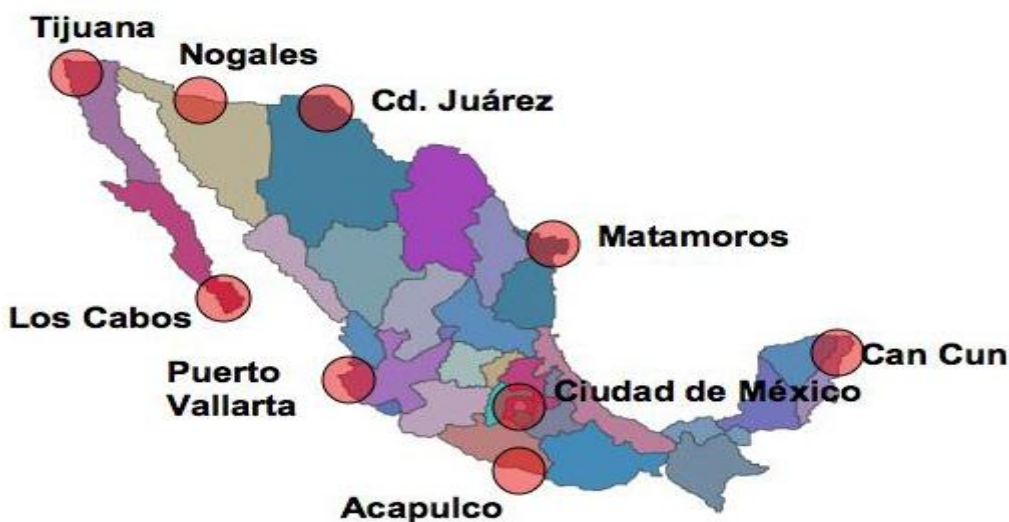 Tijuana
Nogales
Cd. Juárez
Matamoros
Los Cabos
Can Cun
Puerto
Vallarta
Ciudad de México
Acapulco